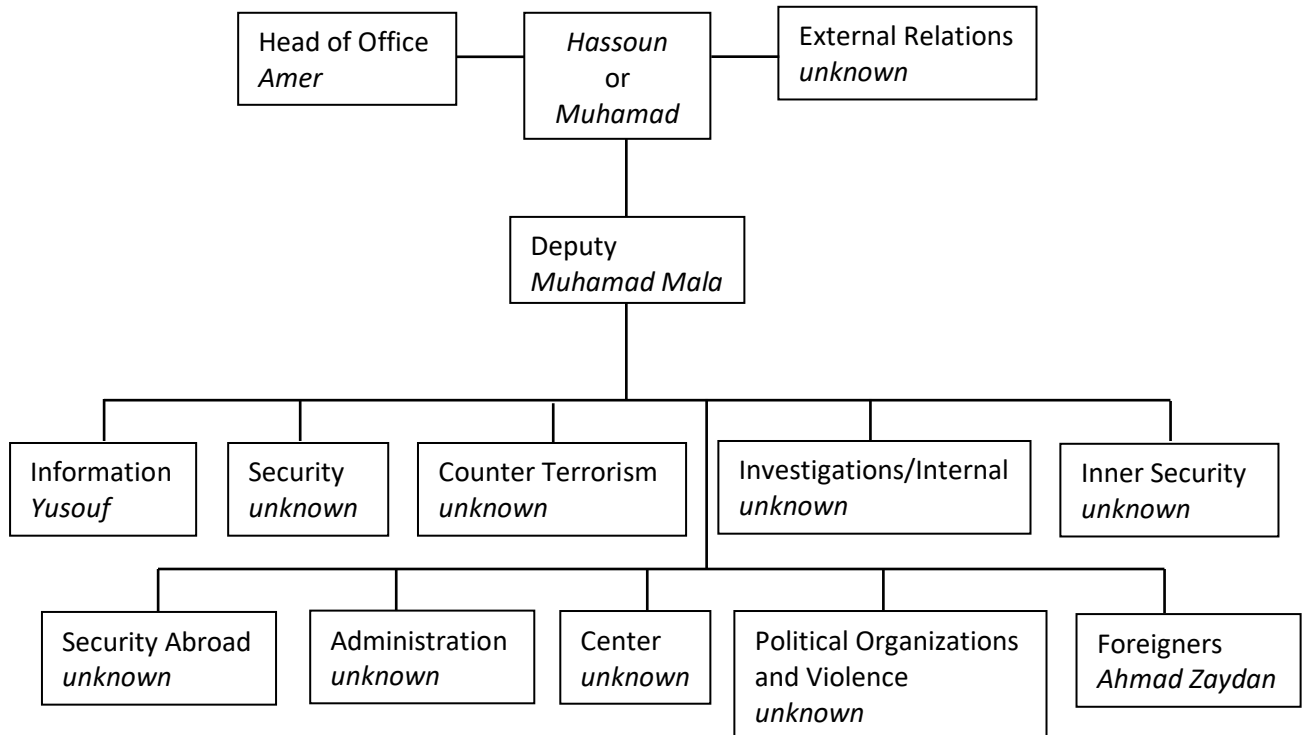 Head of Office
Amer
Hassoun
or
Muhamad
External Relations
unknown
Deputy
Muhamad Mala
Information
Yusouf
Security
unknown
Counter Terrorism
unknown
Investigations/Internal
unknown
Inner Security
unknown
Security Abroad
unknown
Administration
unknown
Center
unknown
Political Organizations
and Violence
unknown
Foreigners
Ahmad Zaydan